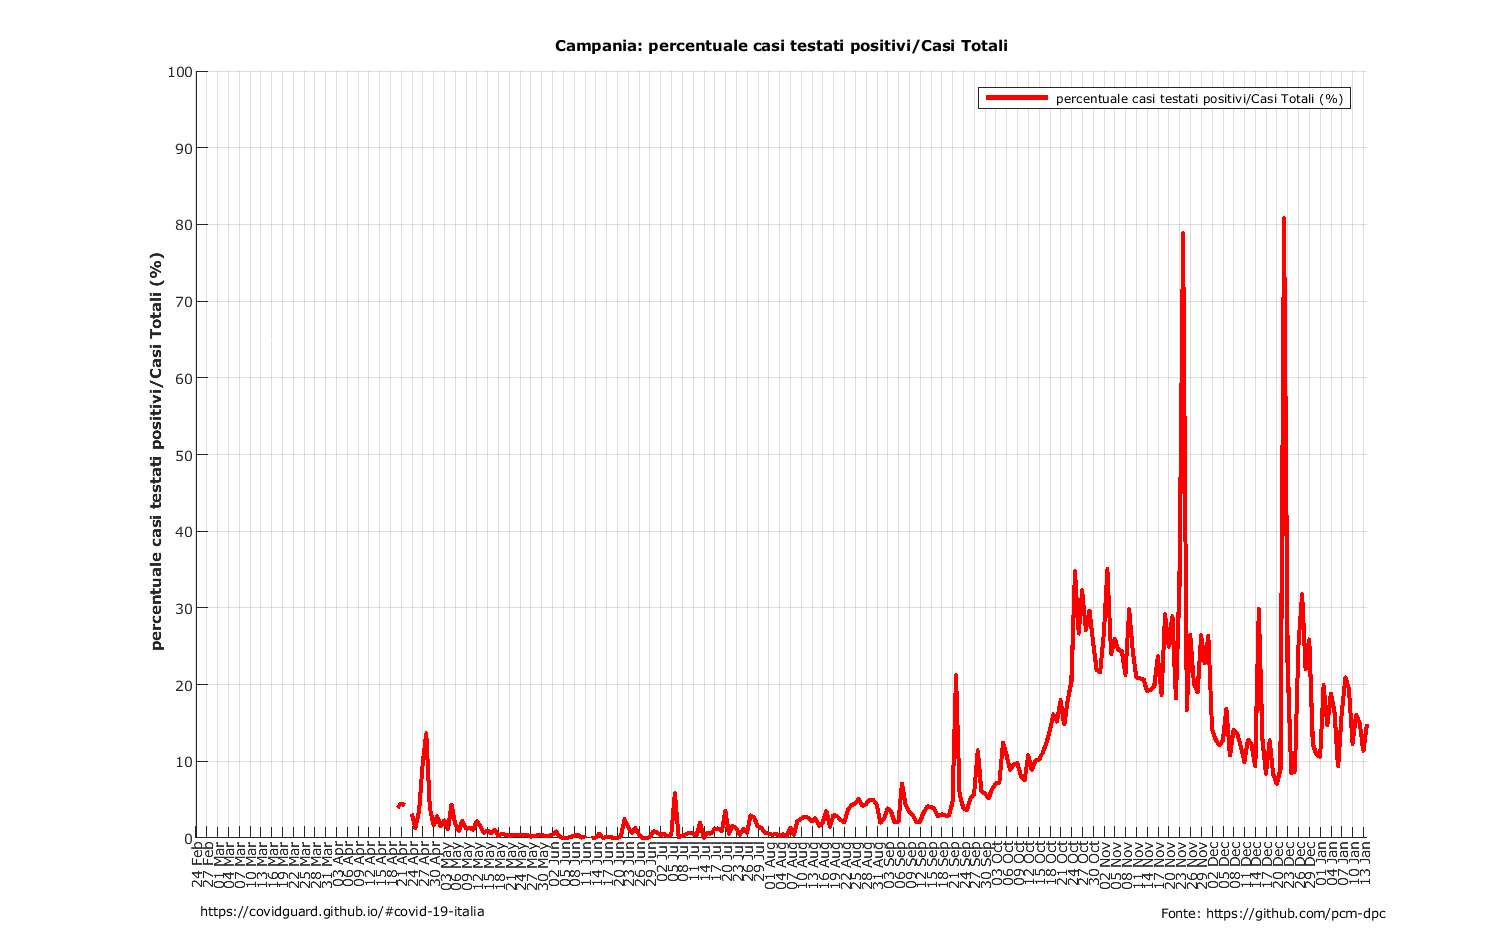 Campania: percentuale casi testati positivi/Casi Totali
percentuale casi testati positivi/Casi Totali (%)
percentuale casi testati positivi/Casi Totali (%)
100
90
80
70
60
50
40
30
20
10
0
24 Feb
27 Feb
01 Mar
04 Mar
07 Mar
10 Mar
13 Mar
16 Mar
19 Mar
22 Mar
25 Mar
28 Mar
31 Mar
03 Apr
06 Apr
09 Apr
12 Apr
15 Apr
18 Apr
21 Apr
24 Apr
27 Apr
30 Apr
03 May
06 May
09 May
12 May
15 May
18 May
21 May
24 May
27 May
30 May
02 Jun
05 Jun
08 Jun
11 Jun
14 Jun
17 Jun
20 Jun
23 Jun
26 Jun
29 Jun
02 Jul
05 Jul
08 Jul
11 Jul
14 Jul
17 Jul
20 Jul
23 Jul
26 Jul
29 Jul
01 Aug
04 Aug
07 Aug
10 Aug
13 Aug
16 Aug
19 Aug
22 Aug
25 Aug
28 Aug
31 Aug
03 Sep
06 Sep
09 Sep
12 Sep
15 Sep
18 Sep
21 Sep
24 Sep
27 Sep
30 Sep
03 Oct
06 Oct
09 Oct
12 Oct
15 Oct
18 Oct
21 Oct
24 Oct
27 Oct
30 Oct
02 Nov
05 Nov
08 Nov
11 Nov
14 Nov
17 Nov
20 Nov
23 Nov
26 Nov
29 Nov
02 Dec
05 Dec
08 Dec
11 Dec
14 Dec
17 Dec
20 Dec
23 Dec
26 Dec
29 Dec
01 Jan
04 Jan
07 Jan
10 Jan
13 Jan
https://covidguard.github.io/#covid-19-italia
Fonte: https://github.com/pcm-dpc